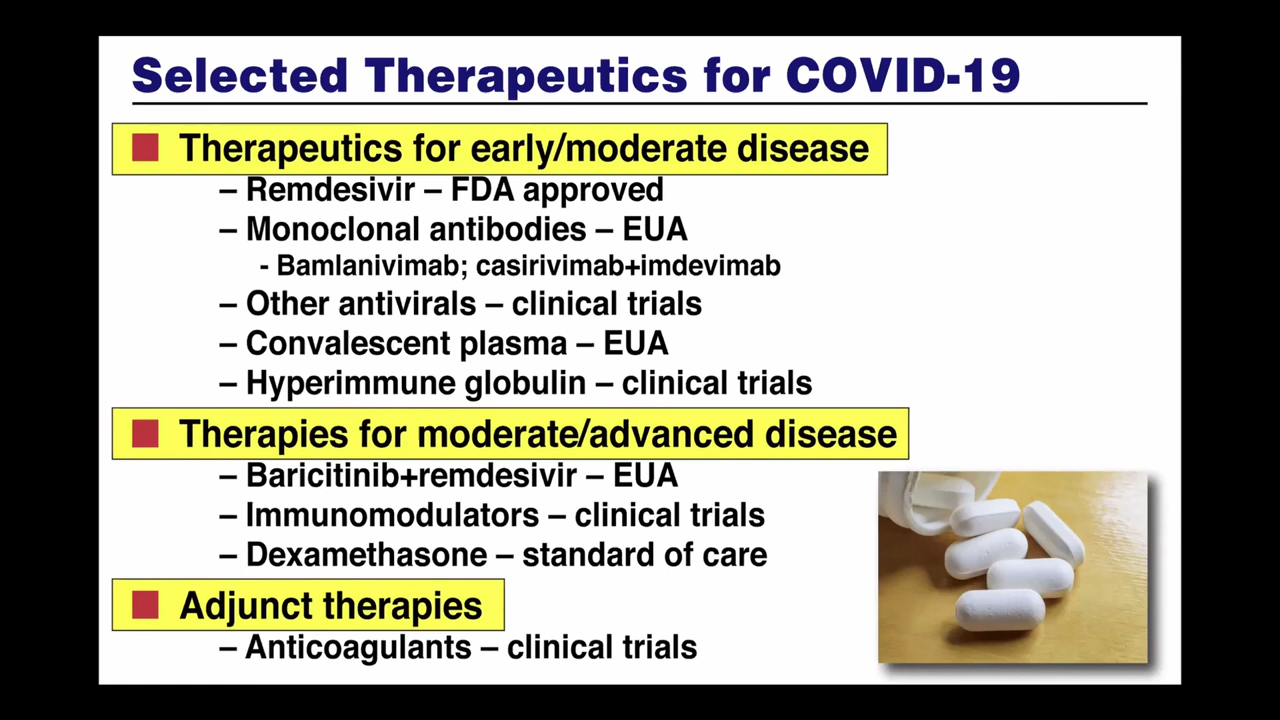 Selected Therapeutics for COVID-19
Therapeutics for early/moderate disease
– Remdesivir – FDA approved
– Monoclonal antibodies – EUA
- Bamlanivimab; casirivimab+imdevimab
– Other antivirals – clinical trials
– Convalescent plasma – EUA
– Hyperimmune globulin – clinical trials
Therapies for moderate/advanced disease
– Baricitinib+remdesivir – EUA
– Immunomodulators – clinical trials
– Dexamethasone – standard of care
Adjunct therapies
– Anticoagulants – clinical trials